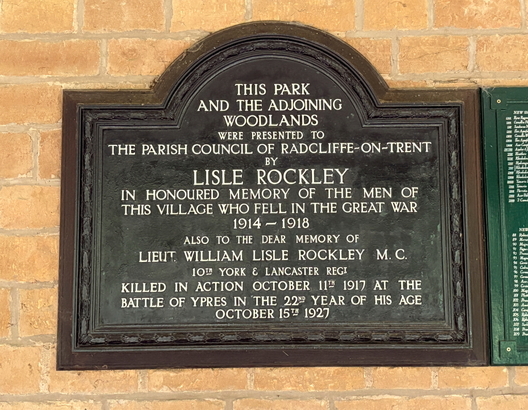 THIS PARK
AND THE ADJOINING
WOODLANDS
WERE PRESENTED TO
THE PARISH COUNCIL OF RADCLIFFE-ON-TRENT
BY
LISLE ROCKLEY
IN HONOURED MEMORY OF THE MEN OF
THIS VILLAGE WHO FELL IN THE GREAT WAR
1914 – 1918
ALSO TO THE DEAR MEMORY OF
LIEUT WILLIAM LISLE ROCKLEY M.C.
10TH YORK & LANCASTER REGT
KILLED IN ACTION OCTOBER 11TH 1917 AT THE
BATTLE OF YPRES IN THE 22ND YEAR OF HIS AGE
OCTOBER 15TH 1927